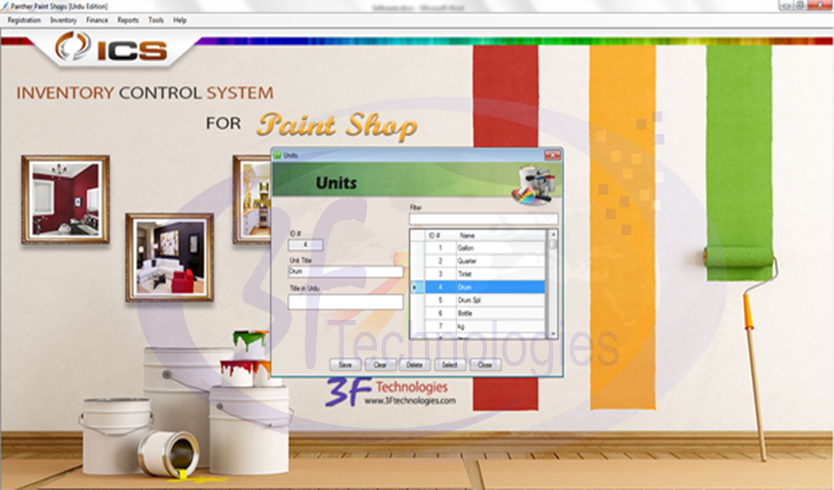 Panther Paint Shops [Urdu Edition]
Registration Inventory Finance Reports Tools Help
ICS
INVENTORY CONTROL SYSTEM
FOR Paint Shop
Units
Units
Filter
ID #
4
Unit Title
Drum
Title in Urdu
ID # Name
1 Gallon
2 Quarter
3 Tinlet
4 Drum
5 Drum Spl
6 Bottle
7 kg
Save Clear Delete Select Close
3F Technologies
3F Technologies
www.3Ftechnologies.com